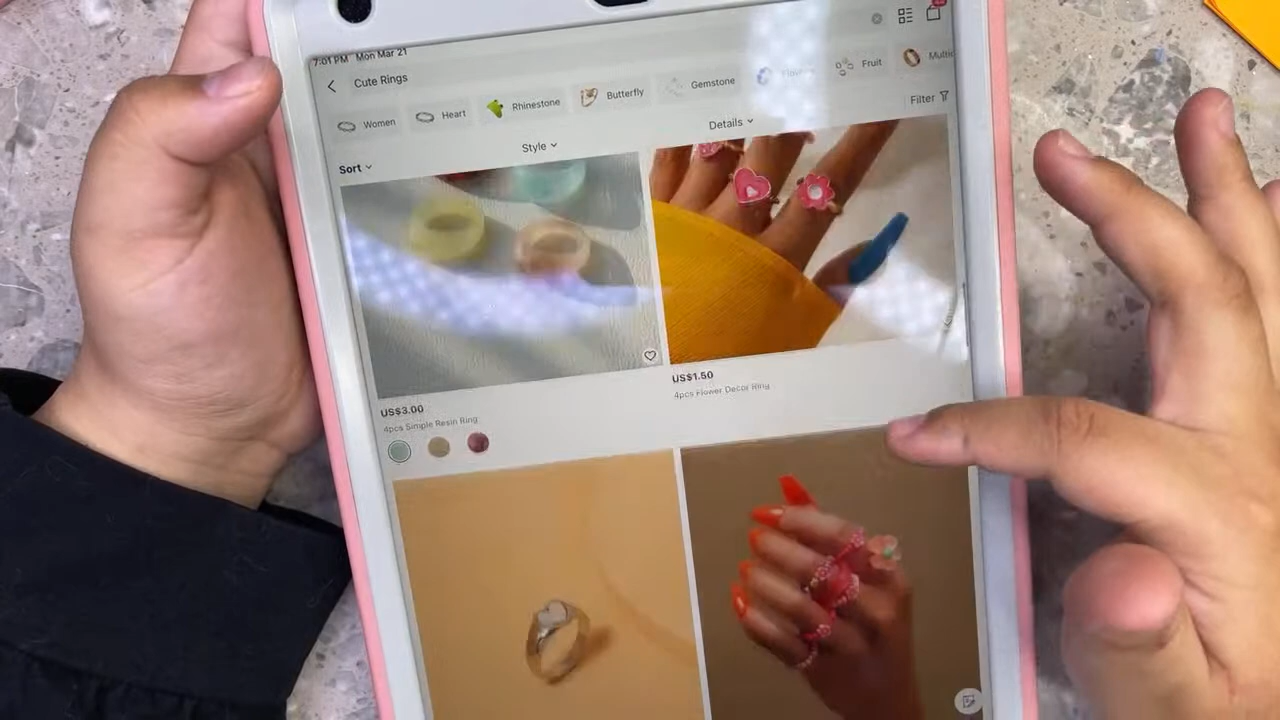 7:01 PM Mon Mar 21
Cute Rings
Women
Heart
Rhinestone
Butterfly
Gemstone
Flower
Fruit
Sort
Style
Details
Filter
US$3.00
4pcs Simple Resin Ring
US$1.50
4pcs Flower Decor Ring